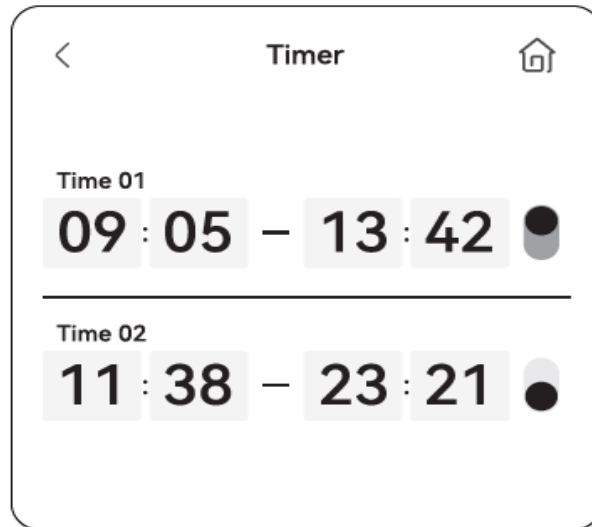 Timer
Time 01
09 : 05 – 13 : 42
Time 02
11 : 38 – 23 : 21